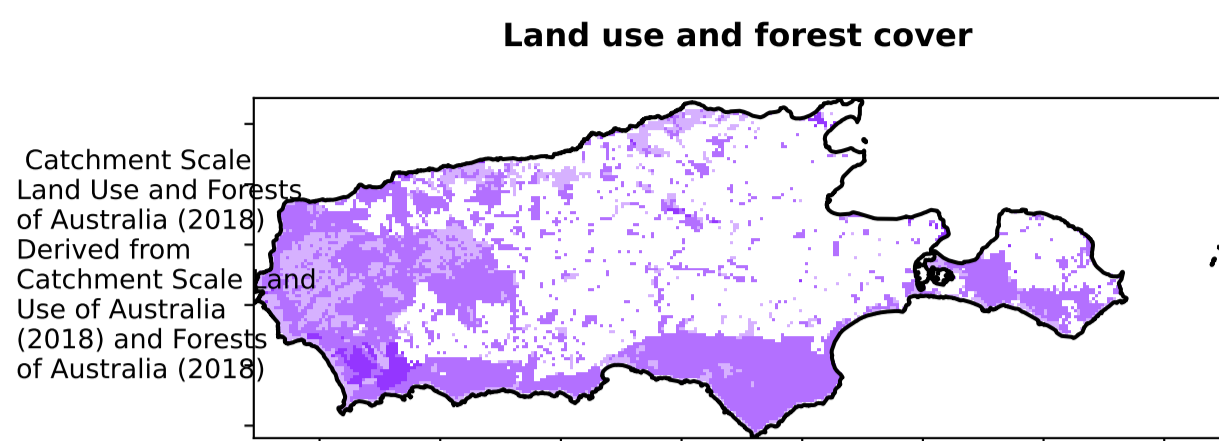 Land use and forest cover
Catchment Scale
Land Use and Forests
of Australia (2018)
Derived from
Catchment Scale Land
Use of Australia
(2018) and Forests
of Australia (2018)